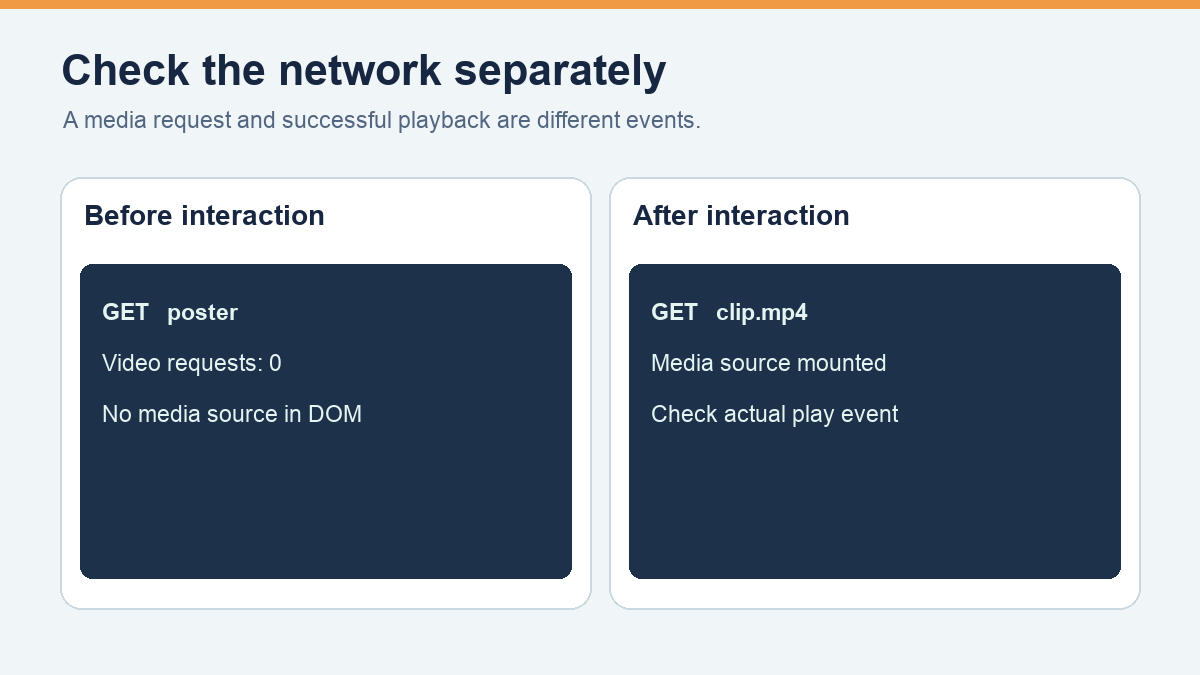 Check the network separately
A media request and successful playback are different events.
Before interaction
GET poster
Video requests: 0
No media source in DOM
After interaction
GET clip.mp4
Media source mounted
Check actual play event